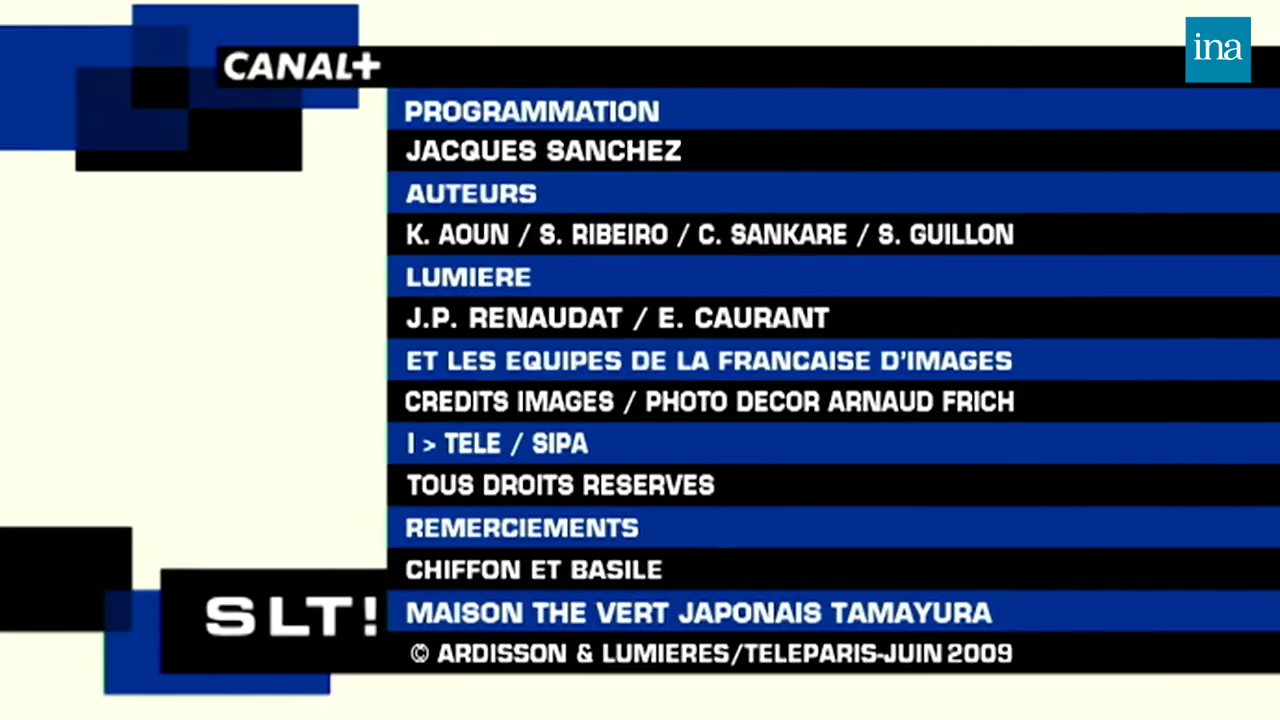 CANAL+
ina
PROGRAMMATION
JACQUES SANCHEZ
AUTEURS
K. AOUN / S. RIBEIRO / C. SANKARE / S. GUILLON
LUMIERE
J.P. RENAUDAT / E. CAURANT
ET LES EQUIPES DE LA FRANCAISE D'IMAGES
CREDITS IMAGES / PHOTO DECOR ARNAUD FRICH
I > TELE / SIPA
TOUS DROITS RESERVES
REMERCIEMENTS
CHIFFON ET BASILE
SLT!
MAISON THE VERT JAPONAIS TAMAYURA
© ARDISSON & LUMIERES/TELEPARIS-JUIN 2009